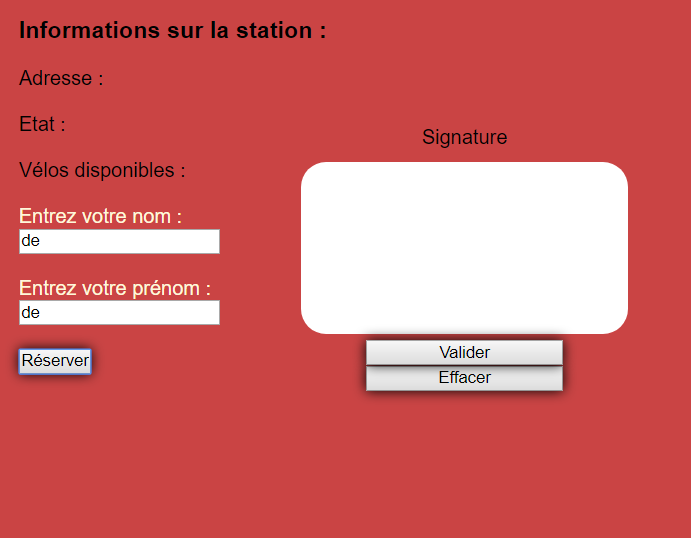 Informations sur la station :
Adresse :
Etat :
Vélos disponibles :
Entrez votre nom :
de
Entrez votre prénom :
de
Réserver
Signature
Valider
Effacer